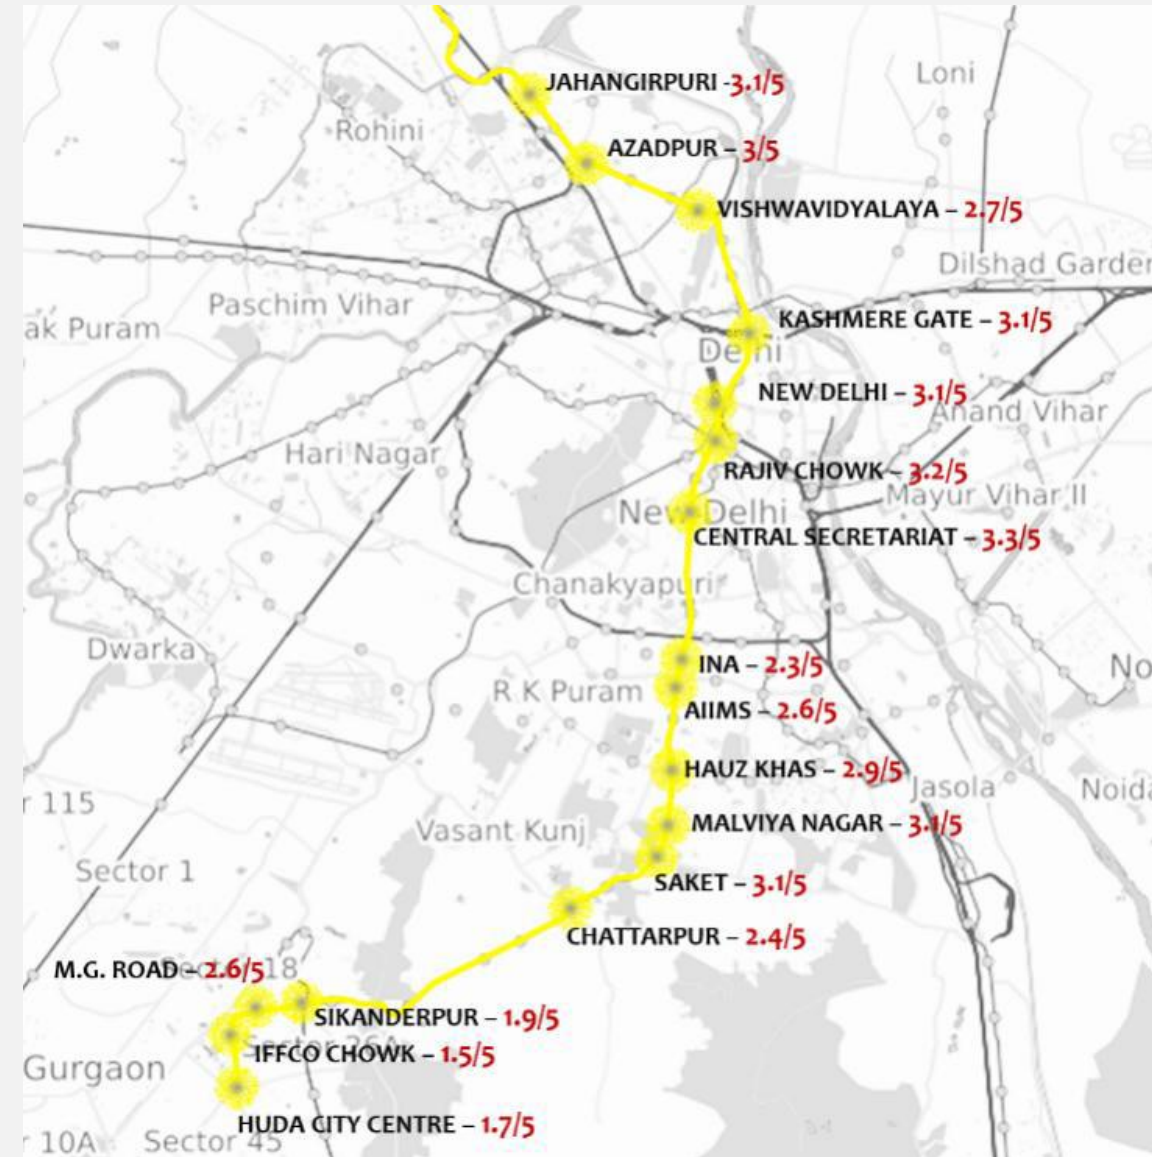 JAHANGIRPURI -3.1/5
Loni
Rohini
AZADPUR – 3/5
VISHWAVIDYALAYA – 2.7/5
Dilshad Garden
Paschim Vihar
ak Puram
KASHMERE GATE – 3.1/5
Delhi
NEW DELHI – 3.1/5
Anand Vihar
Hari Nagar
RAJIV CHOWK – 3.2/5
Mayur Vihar II
New Delhi
CENTRAL SECRETARIAT – 3.3/5
Chanakyapuri
Dwarka
INA – 2.3/5
No
R K Puram
AIIMS – 2.6/5
HAUZ KHAS – 2.9/5
Jasola
Noida
r 115
MALVIYA NAGAR – 3.1/5
Vasant Kunj
Sector 1
SAKET – 3.1/5
CHATTARPUR – 2.4/5
M.G. ROAD – 2.6/5
Sector 18
SIKANDERPUR – 1.9/5
Sector 26A
IFFCO CHOWK – 1.5/5
Gurgaon
HUDA CITY CENTRE – 1.7/5
r 10A
Sector 45